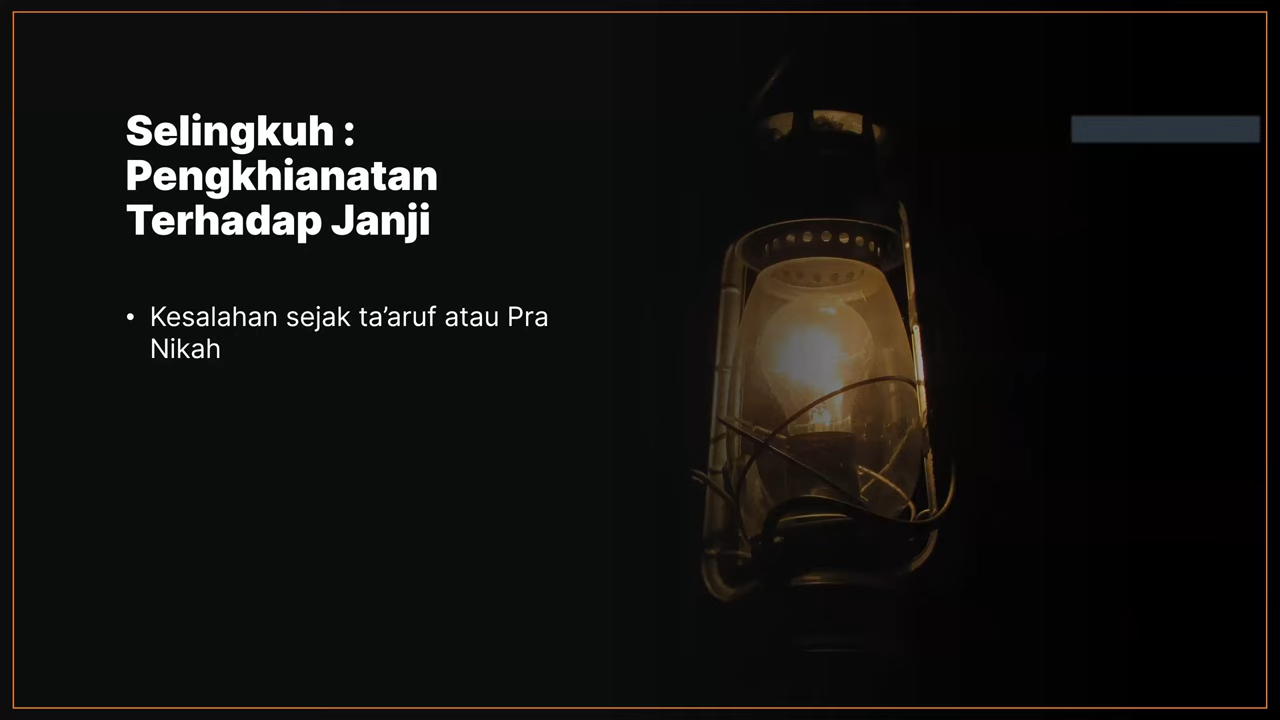 Selingkuh :
Pengkhianatan
Terhadap Janji
• Kesalahan sejak ta’aruf atau Pra
Nikah